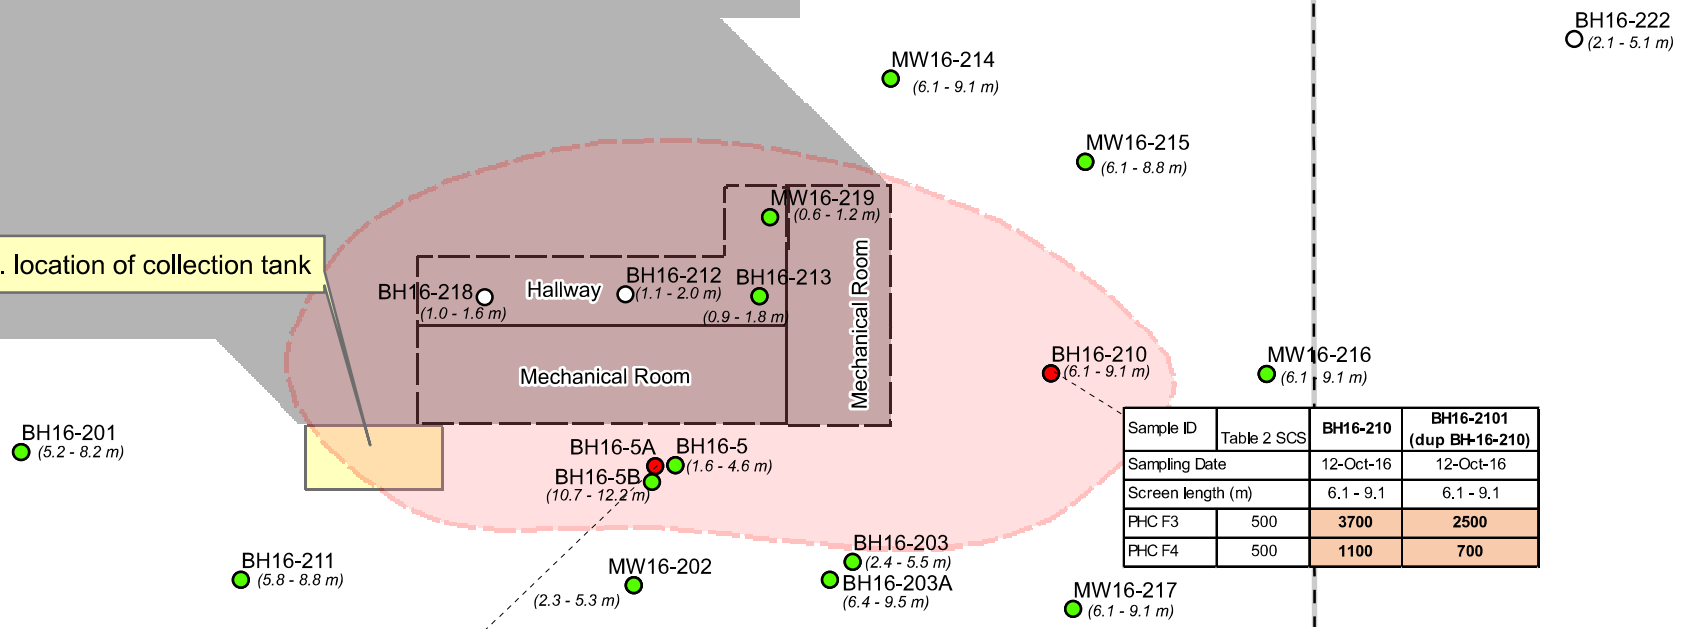 BH16-222
(2.1 - 5.1 m)
MW16-214
(6.1 - 9.1 m)
MW16-215
(6.1 - 8.8 m)
MW16-219
(0.6 - 1.2 m)
. location of collection tank
BH16-218
(1.0 - 1.6 m)
Hallway
BH16-212
(1.1 - 2.0 m)
BH16-213
(0.9 - 1.8 m)
Mechanical Room
Mechanical Room
BH16-210
(6.1 - 9.1 m)
MW16-216
(6.1 - 9.1 m)
BH16-201
(5.2 - 8.2 m)
BH16-5A
BH16-5
(1.6 - 4.6 m)
BH16-5B
(10.7 - 12.2 m)
Sample ID Table 2 SCS BH16-210 BH16-2101
(dup BH-16-210)
Sampling Date 12-Oct-16 12-Oct-16
Screen length (m) 6.1 - 9.1 6.1 - 9.1
PHC F3 500 3700 2500
PHC F4 500 1100 700
BH16-211
(5.8 - 8.8 m)
MW16-202
(2.3 - 5.3 m)
BH16-203
(2.4 - 5.5 m)
BH16-203A
(6.4 - 9.5 m)
MW16-217
(6.1 - 9.1 m)